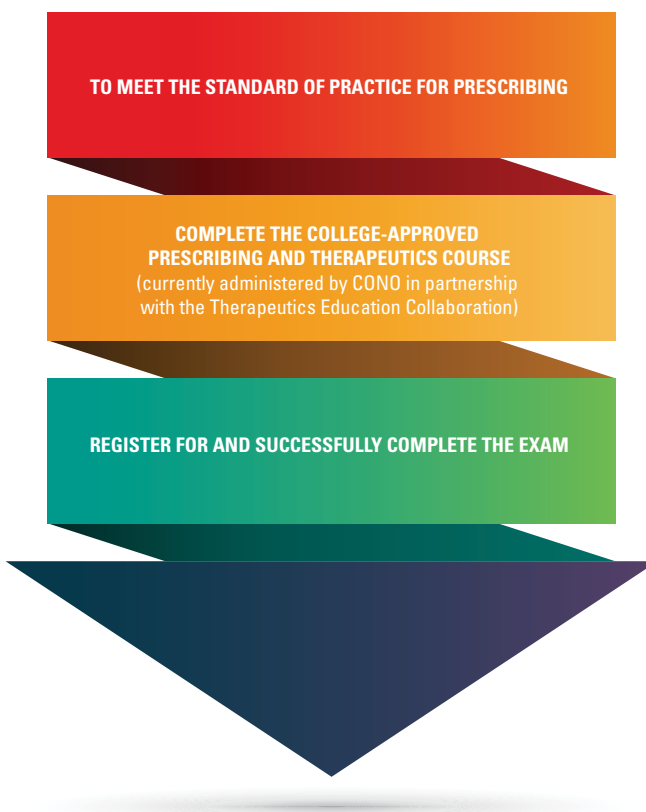 TO MEET THE STANDARD OF PRACTICE FOR PRESCRIBING
COMPLETE THE COLLEGE-APPROVED
PRESCRIBING AND THERAPEUTICS COURSE
(currently administered by CONO in partnership
with the Therapeutics Education Collaboration)
REGISTER FOR AND SUCCESSFULLY COMPLETE THE EXAM